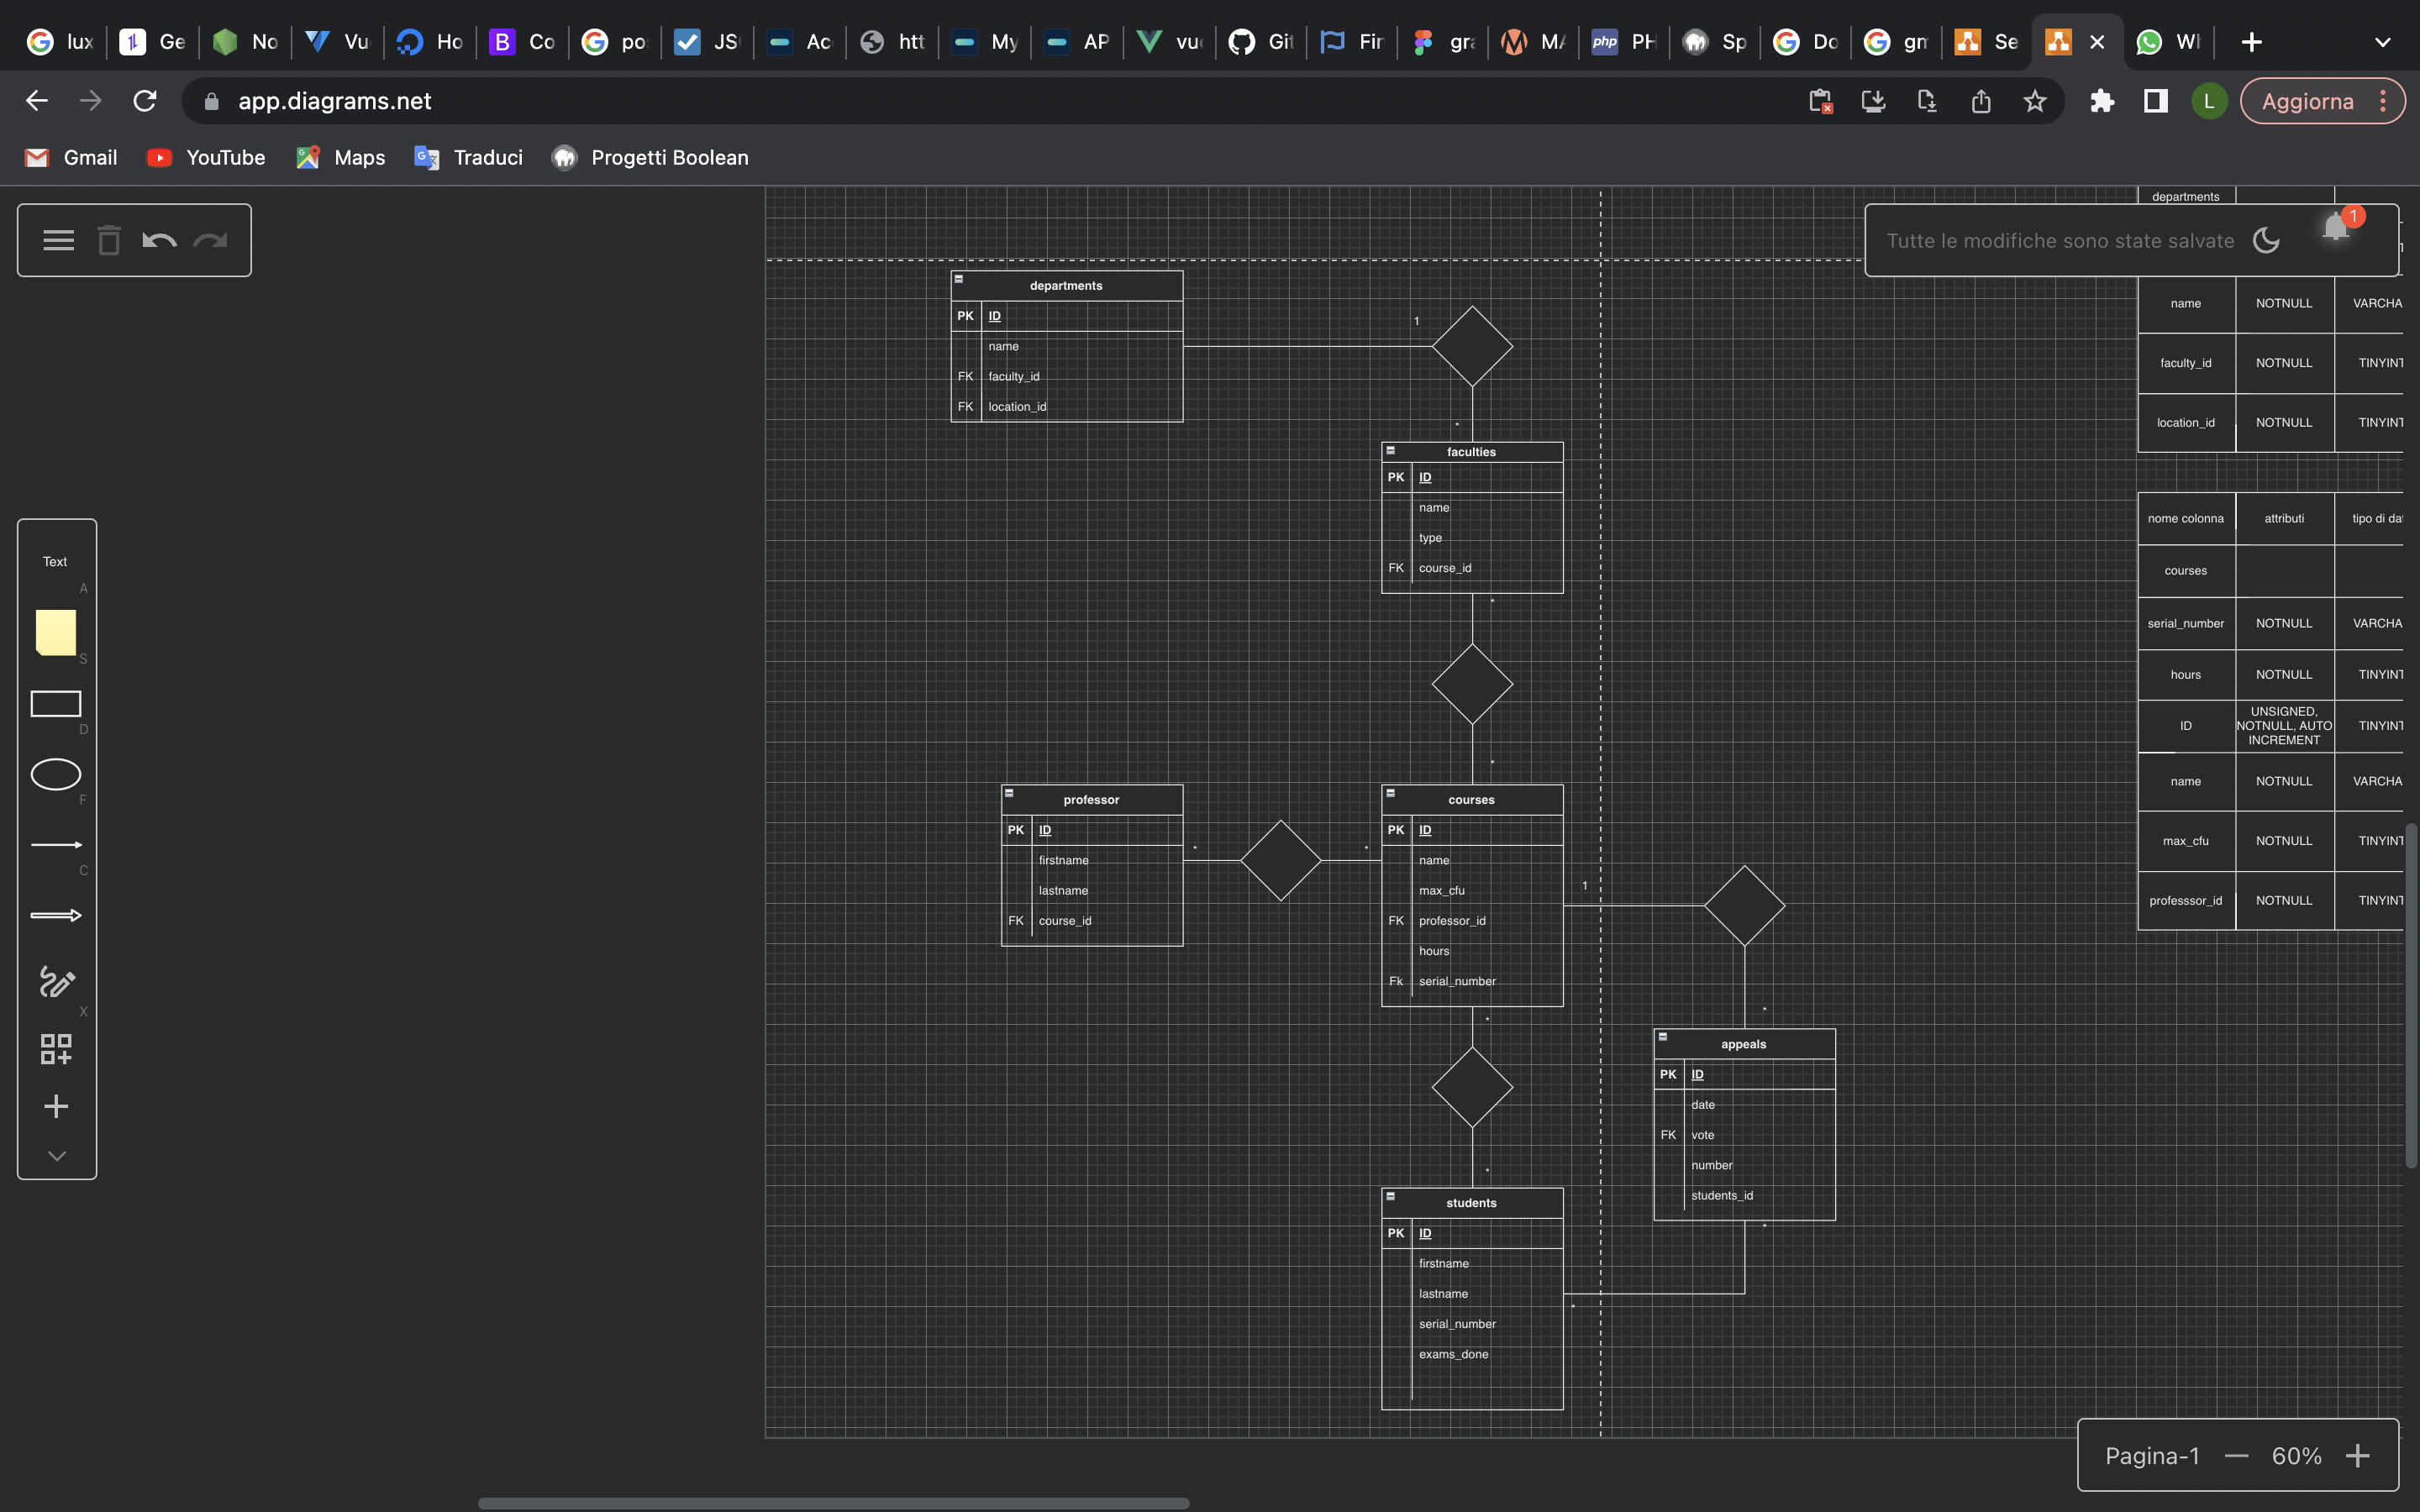 lux
Ge
No
Vu
Ho
B
Co
po
JS
Ac
htt
My
AP
vu
Git
Fir
gra
MA
php
PH
Sp
Do
gm
Se
Wh
app.diagrams.net
L
Aggiorna
Gmail
YouTube
Maps
Traduci
Progetti Boolean
Tutte le modifiche sono state salvate
1
Text
A
S
D
F
C
X
departments
PK ID
name
FK faculty_id
FK location_id
1
*
faculties
PK ID
name
type
FK course_id
*
*
professor
PK ID
firstname
lastname
FK course_id
*
*
courses
PK ID
name
max_cfu
FK professor_id
hours
Fk serial_number
1
*
appeals
PK ID
date
FK vote
number
students_id
*
*
*
students
PK ID
firstname
lastname
serial_number
exams_done
*
departments
name NOTNULL VARCHA
faculty_id NOTNULL TINYINT
location_id NOTNULL TINYINT
nome colonna attributi tipo di dat
courses
serial_number NOTNULL VARCHA
hours NOTNULL TINYINT
ID UNSIGNED, NOTNULL, AUTO INCREMENT TINYINT
name NOTNULL VARCHA
max_cfu NOTNULL TINYINT
professsor_id NOTNULL TINYINT
Pagina-1 60%